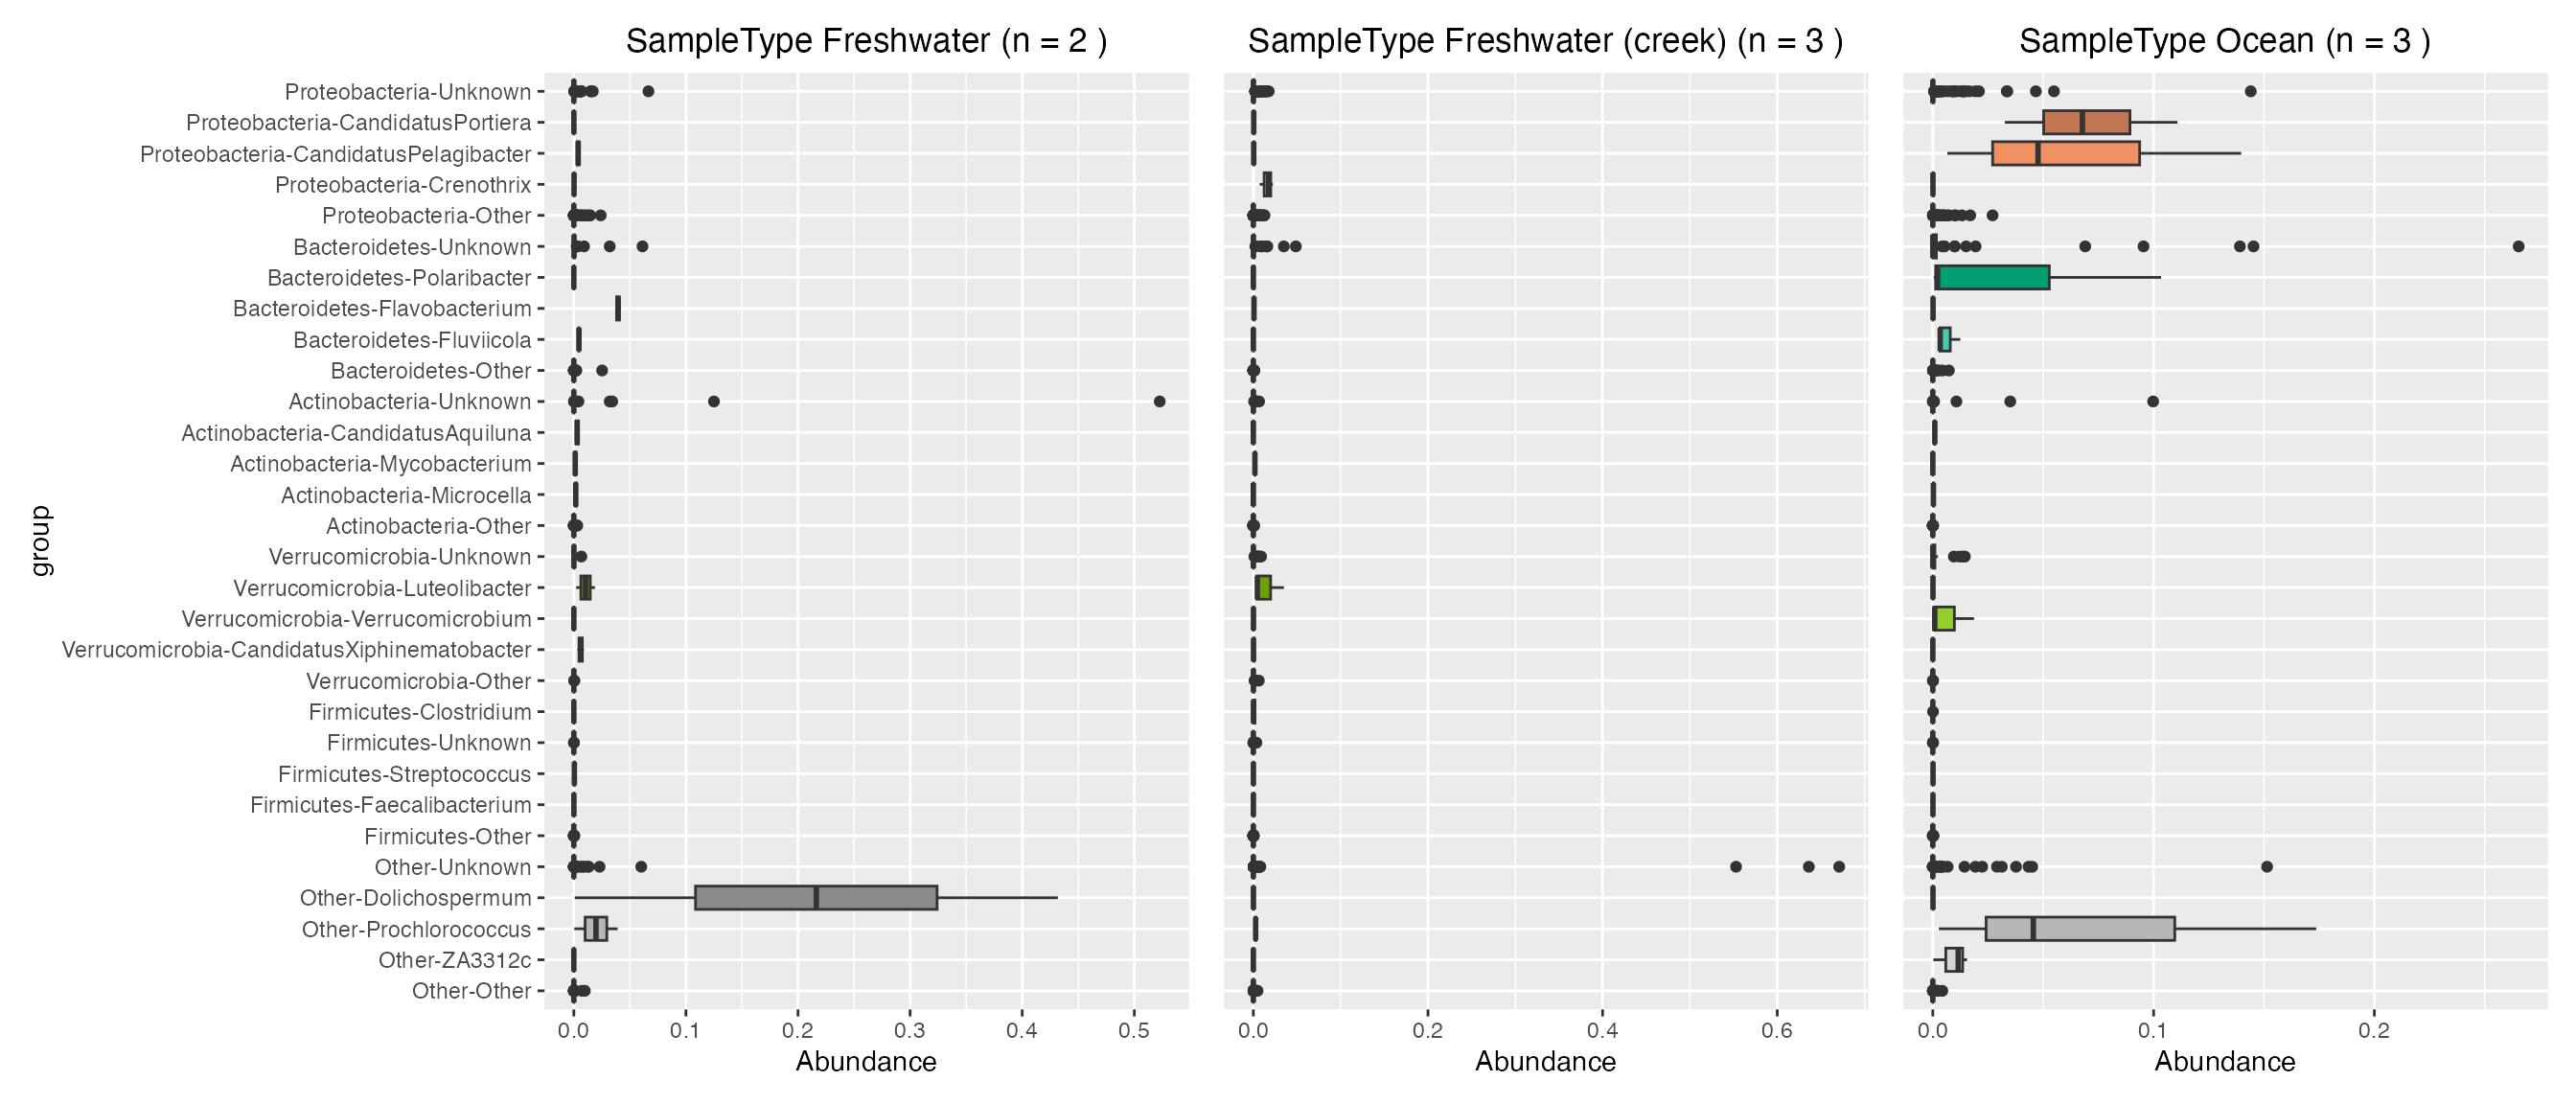 SampleType Freshwater (n = 2 )
SampleType Freshwater (creek) (n = 3 )
SampleType Ocean (n = 3 )
group
Proteobacteria-Unknown
Proteobacteria-CandidatusPortiera
Proteobacteria-CandidatusPelagibacter
Proteobacteria-Crenothrix
Proteobacteria-Other
Bacteroidetes-Unknown
Bacteroidetes-Polaribacter
Bacteroidetes-Flavobacterium
Bacteroidetes-Fluviicola
Bacteroidetes-Other
Actinobacteria-Unknown
Actinobacteria-CandidatusAquiluna
Actinobacteria-Mycobacterium
Actinobacteria-Microcella
Actinobacteria-Other
Verrucomicrobia-Unknown
Verrucomicrobia-Luteolibacter
Verrucomicrobia-Verrucomicrobium
Verrucomicrobia-CandidatusXiphinematobacter
Verrucomicrobia-Other
Firmicutes-Clostridium
Firmicutes-Unknown
Firmicutes-Streptococcus
Firmicutes-Faecalibacterium
Firmicutes-Other
Other-Unknown
Other-Dolichospermum
Other-Prochlorococcus
Other-ZA3312c
Other-Other
0.0 0.1 0.2 0.3 0.4 0.5
0.0 0.2 0.4 0.6
0.0 0.1 0.2
Abundance
Abundance
Abundance